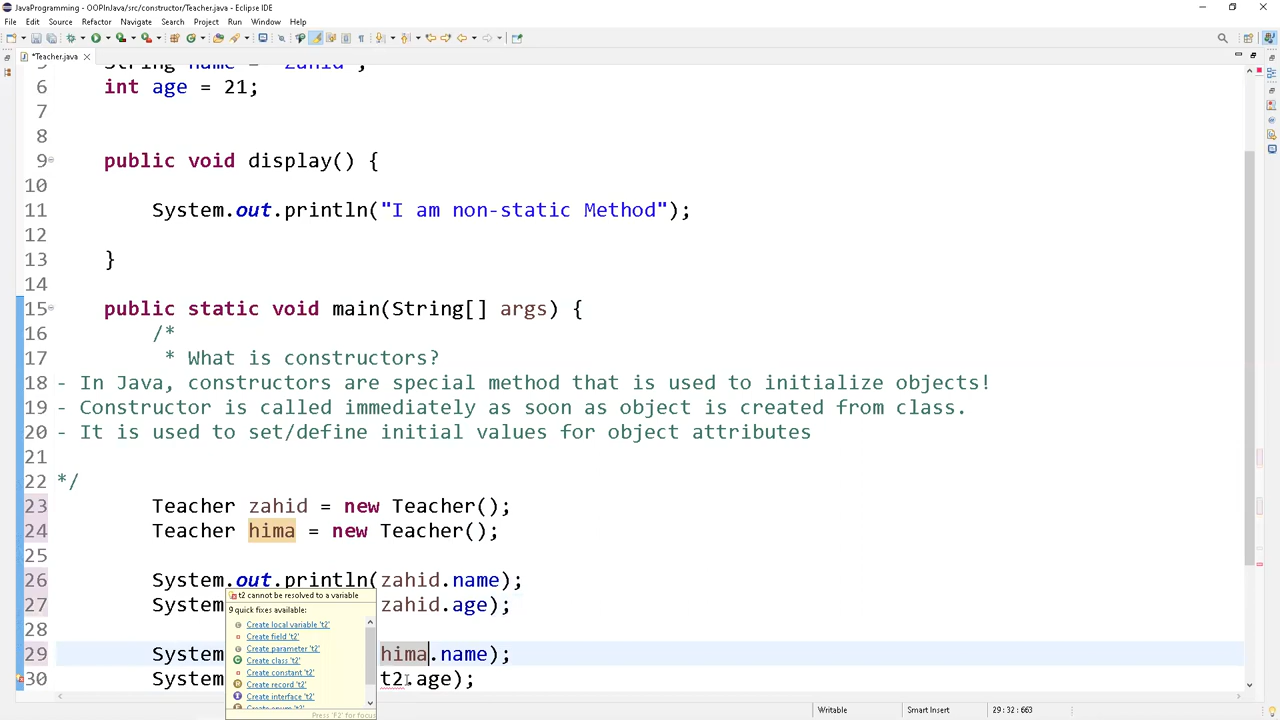 JavaProgramming - OOPInJava/src/constructor/Teacher.java - Eclipse IDE
File Edit Source Refactor Navigate Search Project Run Window Help
*Teacher.java
6 int age = 21;
7
8
9 public void display() {
10
11 System.out.println("I am non-static Method");
12
13 }
14
15 public static void main(String[] args) {
16 /*
17 * What is constructors?
18 - In Java, constructors are special method that is used to initialize objects!
19 - Constructor is called immediately as soon as object is created from class.
20 - It is used to set/define initial values for object attributes
21
22 */
23 Teacher zahid = new Teacher();
24 Teacher hima = new Teacher();
25
26 System.out.println(zahid.name);
27 System zahid.age);
28
29 System hima.name);
30 System t2.age);
t2 cannot be resolved to a variable
9 quick fixes available:
Create local variable 't2'
Create field 't2'
Create parameter 't2'
Create class 't2'
Create constant 't2'
Create record 't2'
Create interface 't2'
Press 'F2' for focus
Writable Smart Insert 29 : 32 : 663